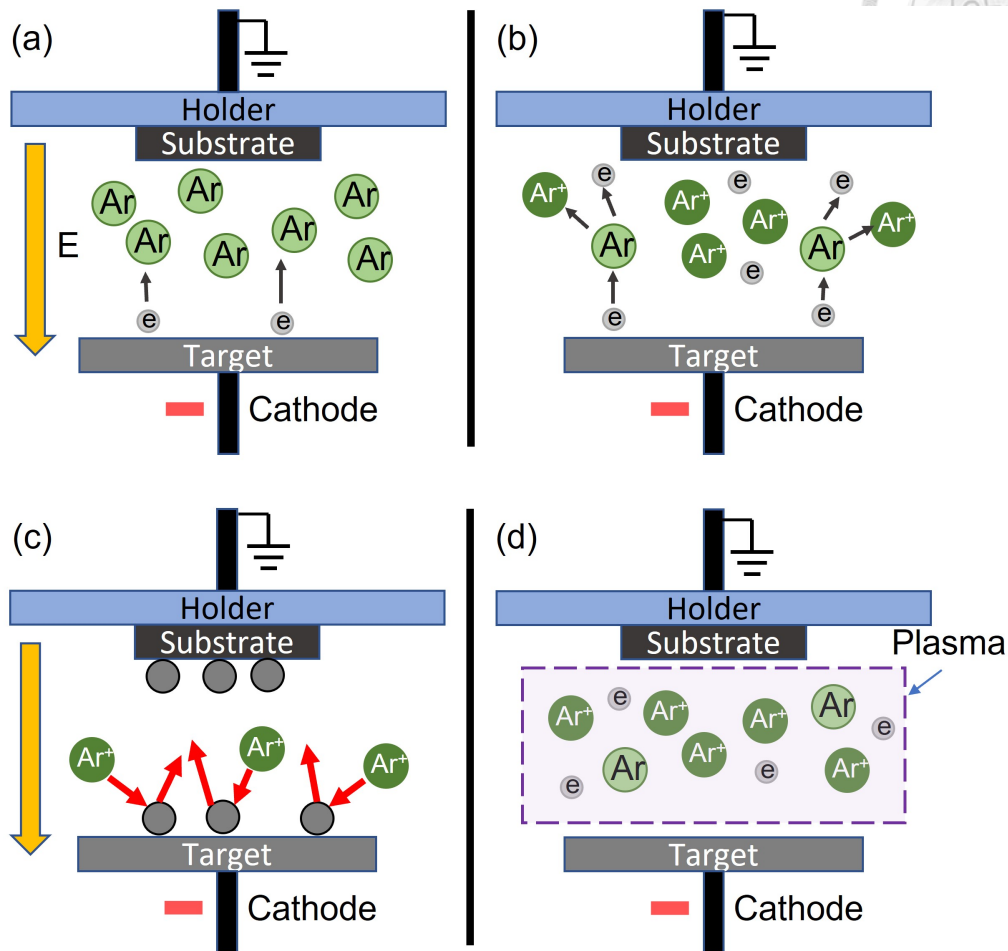 (a)
Holder
Substrate
Ar
Ar
Ar
Ar
Ar
Ar
Ar
E
e
e
Target
Cathode
(b)
Holder
Substrate
e
e
e
Ar⁺
Ar⁺
Ar⁺
Ar⁺
Ar
Ar⁺
Ar
e
e
e
Target
Cathode
(c)
Holder
Substrate
Ar⁺
Ar⁺
Ar⁺
Target
Cathode
(d)
Holder
Substrate
Plasma
Ar⁺
e
Ar⁺
Ar⁺
Ar
e
Ar⁺
Ar
e
e
Ar⁺
Target
Cathode